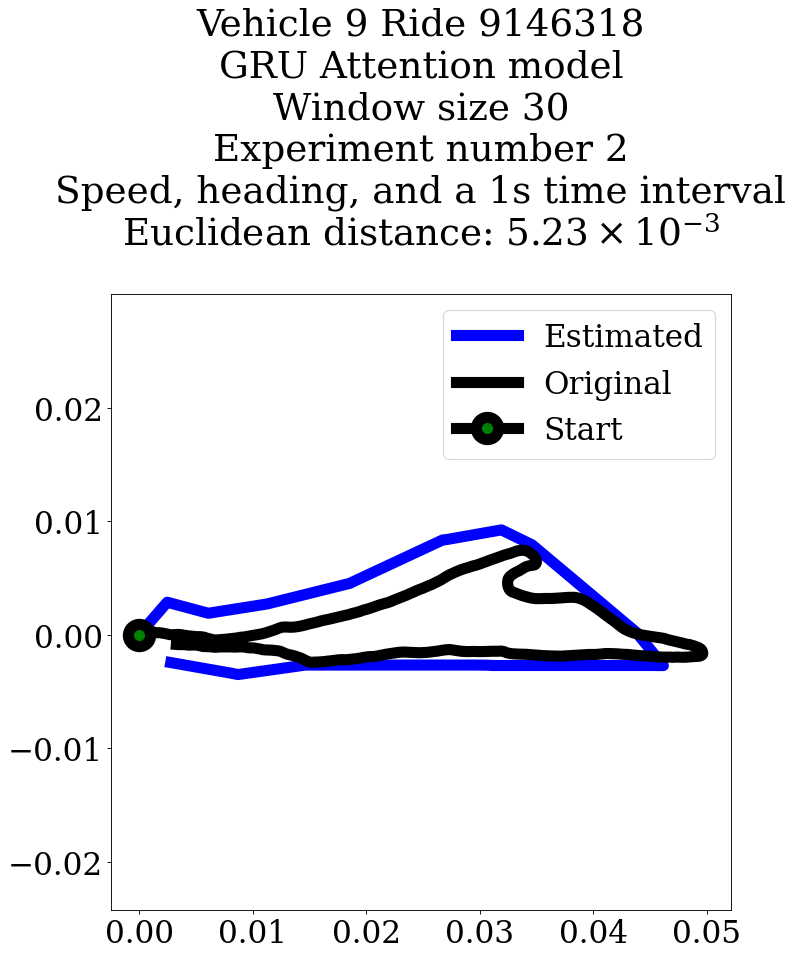 Vehicle 9 Ride 9146318
GRU Attention model
Window size 30
Experiment number 2
Speed, heading, and a 1s time interval
Euclidean distance: 5.23 × 10⁻³
Estimated
Original
Start
0.02
0.01
0.00
−0.01
−0.02
0.00 0.01 0.02 0.03 0.04 0.05